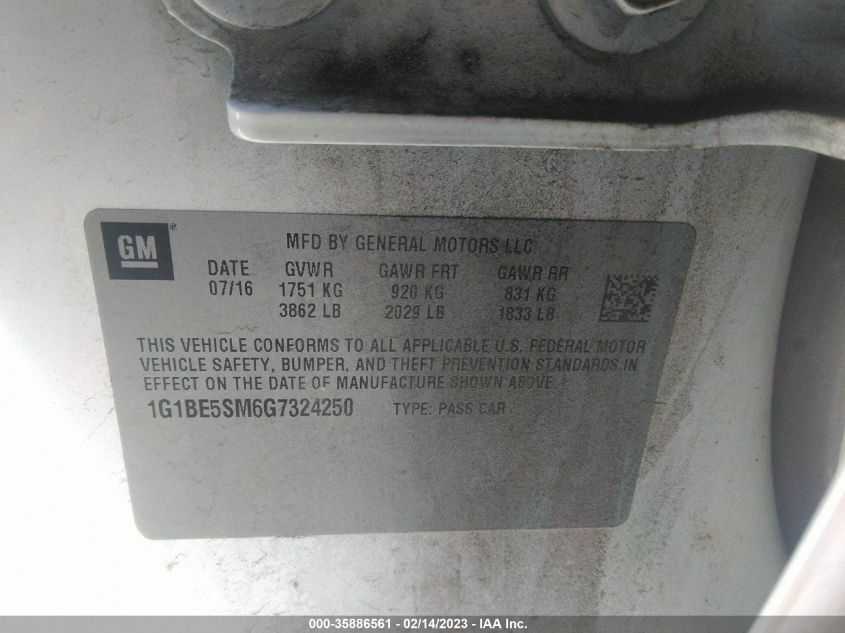 GM®
MFD BY GENERAL MOTORS LLC
DATE GVWR GAWR FRT GAWR RR
07/16 1751 KG 920 KG 831 KG
3862 LB 2029 LB 1833 LB
THIS VEHICLE CONFORMS TO ALL APPLICABLE U.S. FEDERAL MOTOR
VEHICLE SAFETY, BUMPER, AND THEFT PREVENTION STANDARDS IN
EFFECT ON THE DATE OF MANUFACTURE SHOWN ABOVE.
1G1BE5SM6G7324250 TYPE: PASS CAR
000-35886561 - 02/14/2023 - IAA Inc.